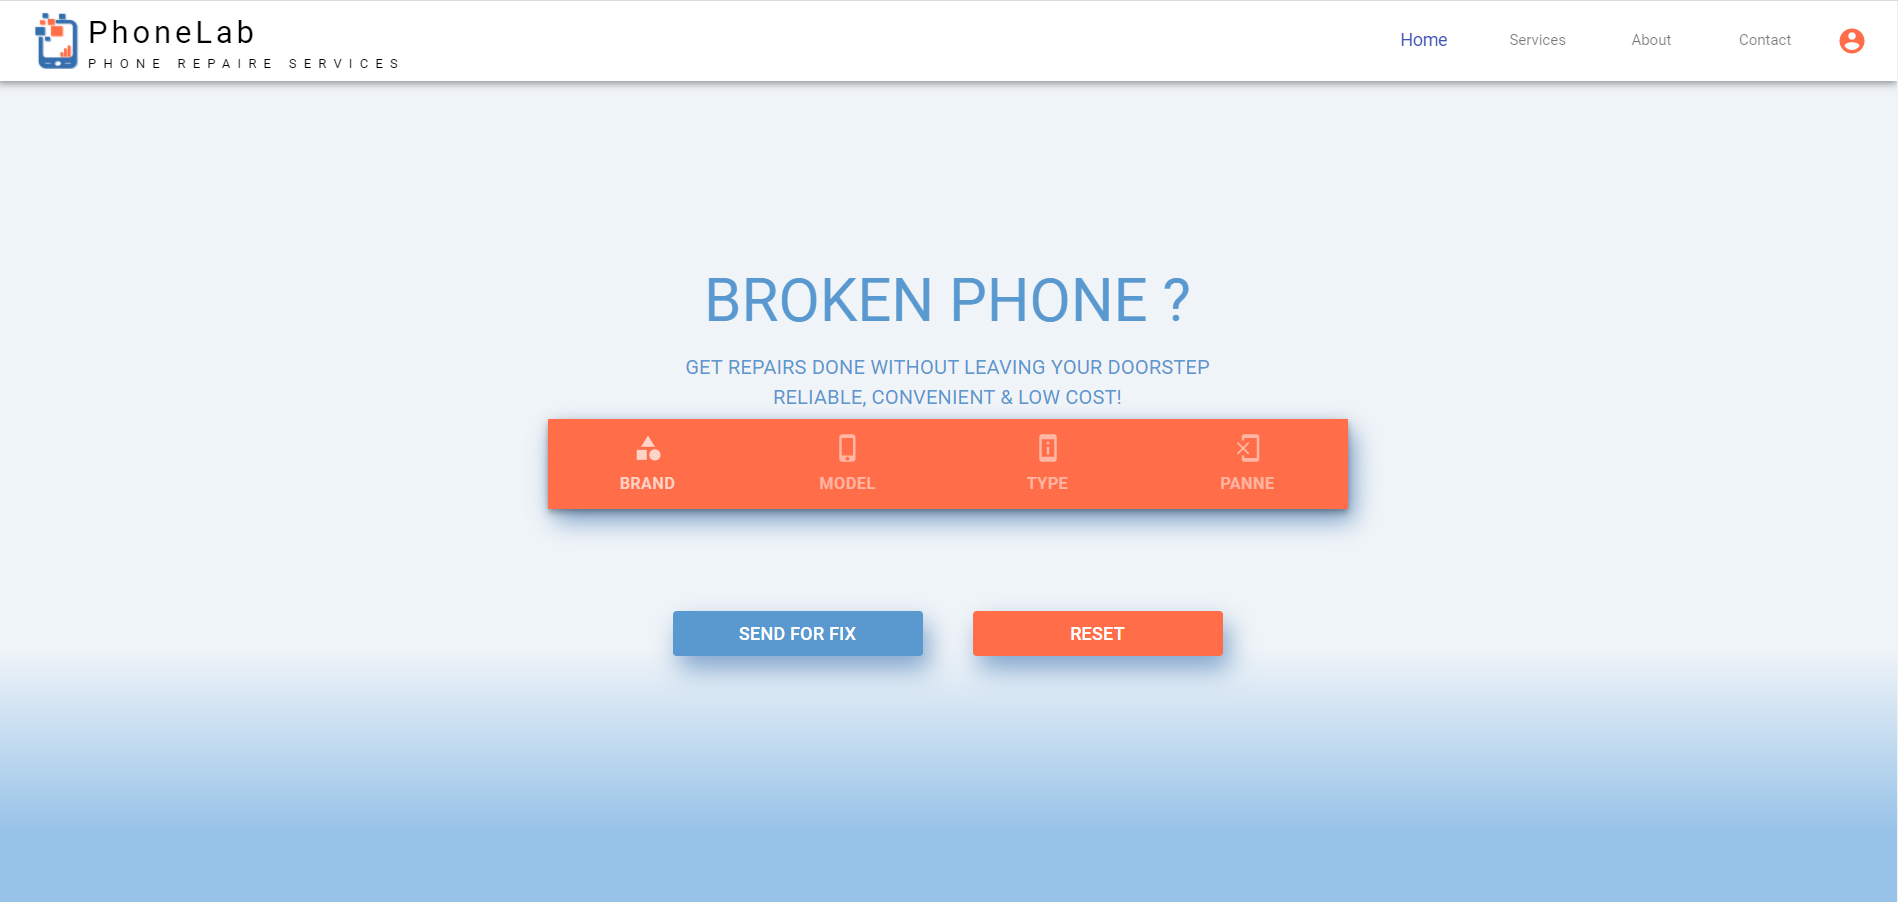 PhoneLab
PHONE REPAIRE SERVICES
Home Services About Contact
BROKEN PHONE ?
GET REPAIRS DONE WITHOUT LEAVING YOUR DOORSTEP
RELIABLE, CONVENIENT & LOW COST!
BRAND MODEL TYPE PANNE
SEND FOR FIX RESET